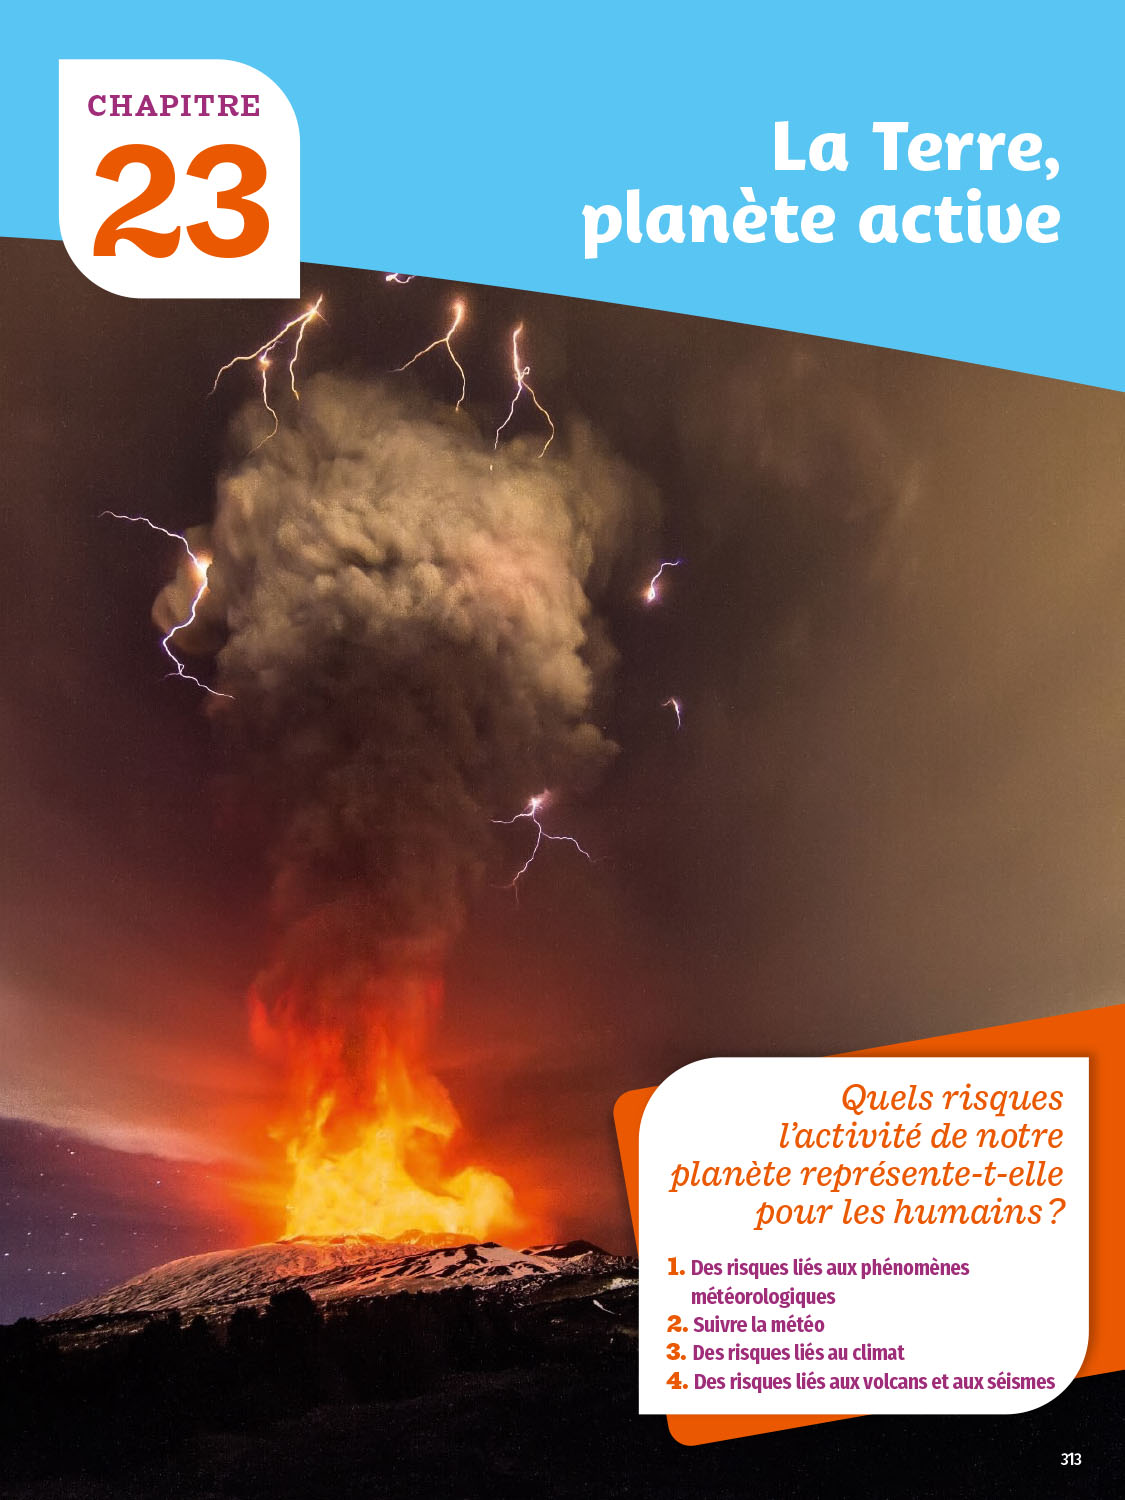 CHAPITRE
23
La Terre,
planète active
Quels risques
l'activité de notre
planète représente-t-elle
pour les humains ?
1. Des risques liés aux phénomènes
météorologiques
2. Suivre la météo
3. Des risques liés au climat
4. Des risques liés aux volcans et aux séismes
313